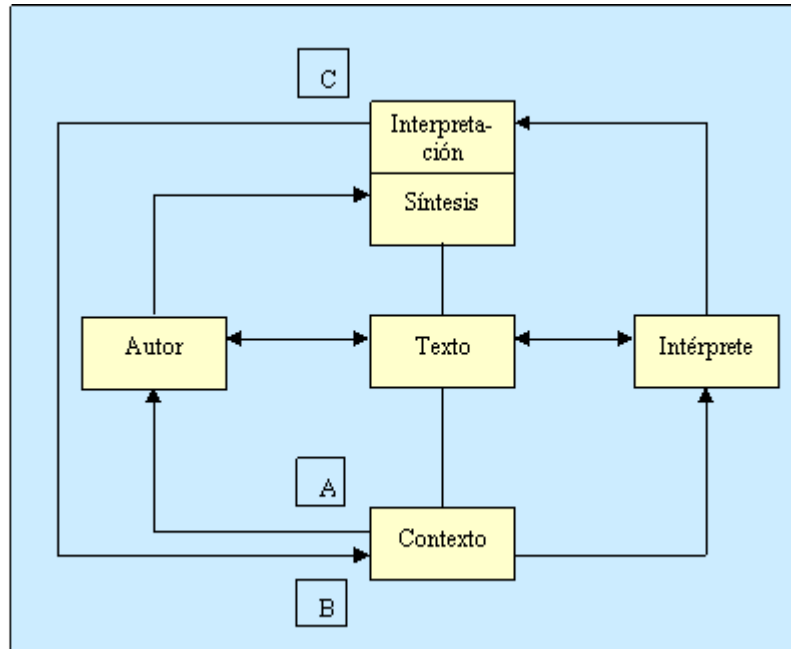 C
Interpreta-
ción
Síntesis
Autor
Texto
Intérprete
A
Contexto
B